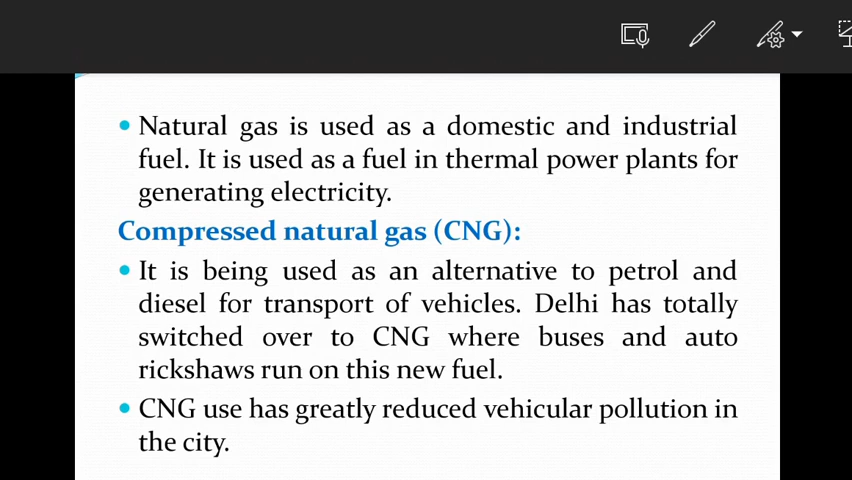 • Natural gas is used as a domestic and industrial
fuel. It is used as a fuel in thermal power plants for
generating electricity.
Compressed natural gas (CNG):
• It is being used as an alternative to petrol and
diesel for transport of vehicles. Delhi has totally
switched over to CNG where buses and auto
rickshaws run on this new fuel.
• CNG use has greatly reduced vehicular pollution in
the city.